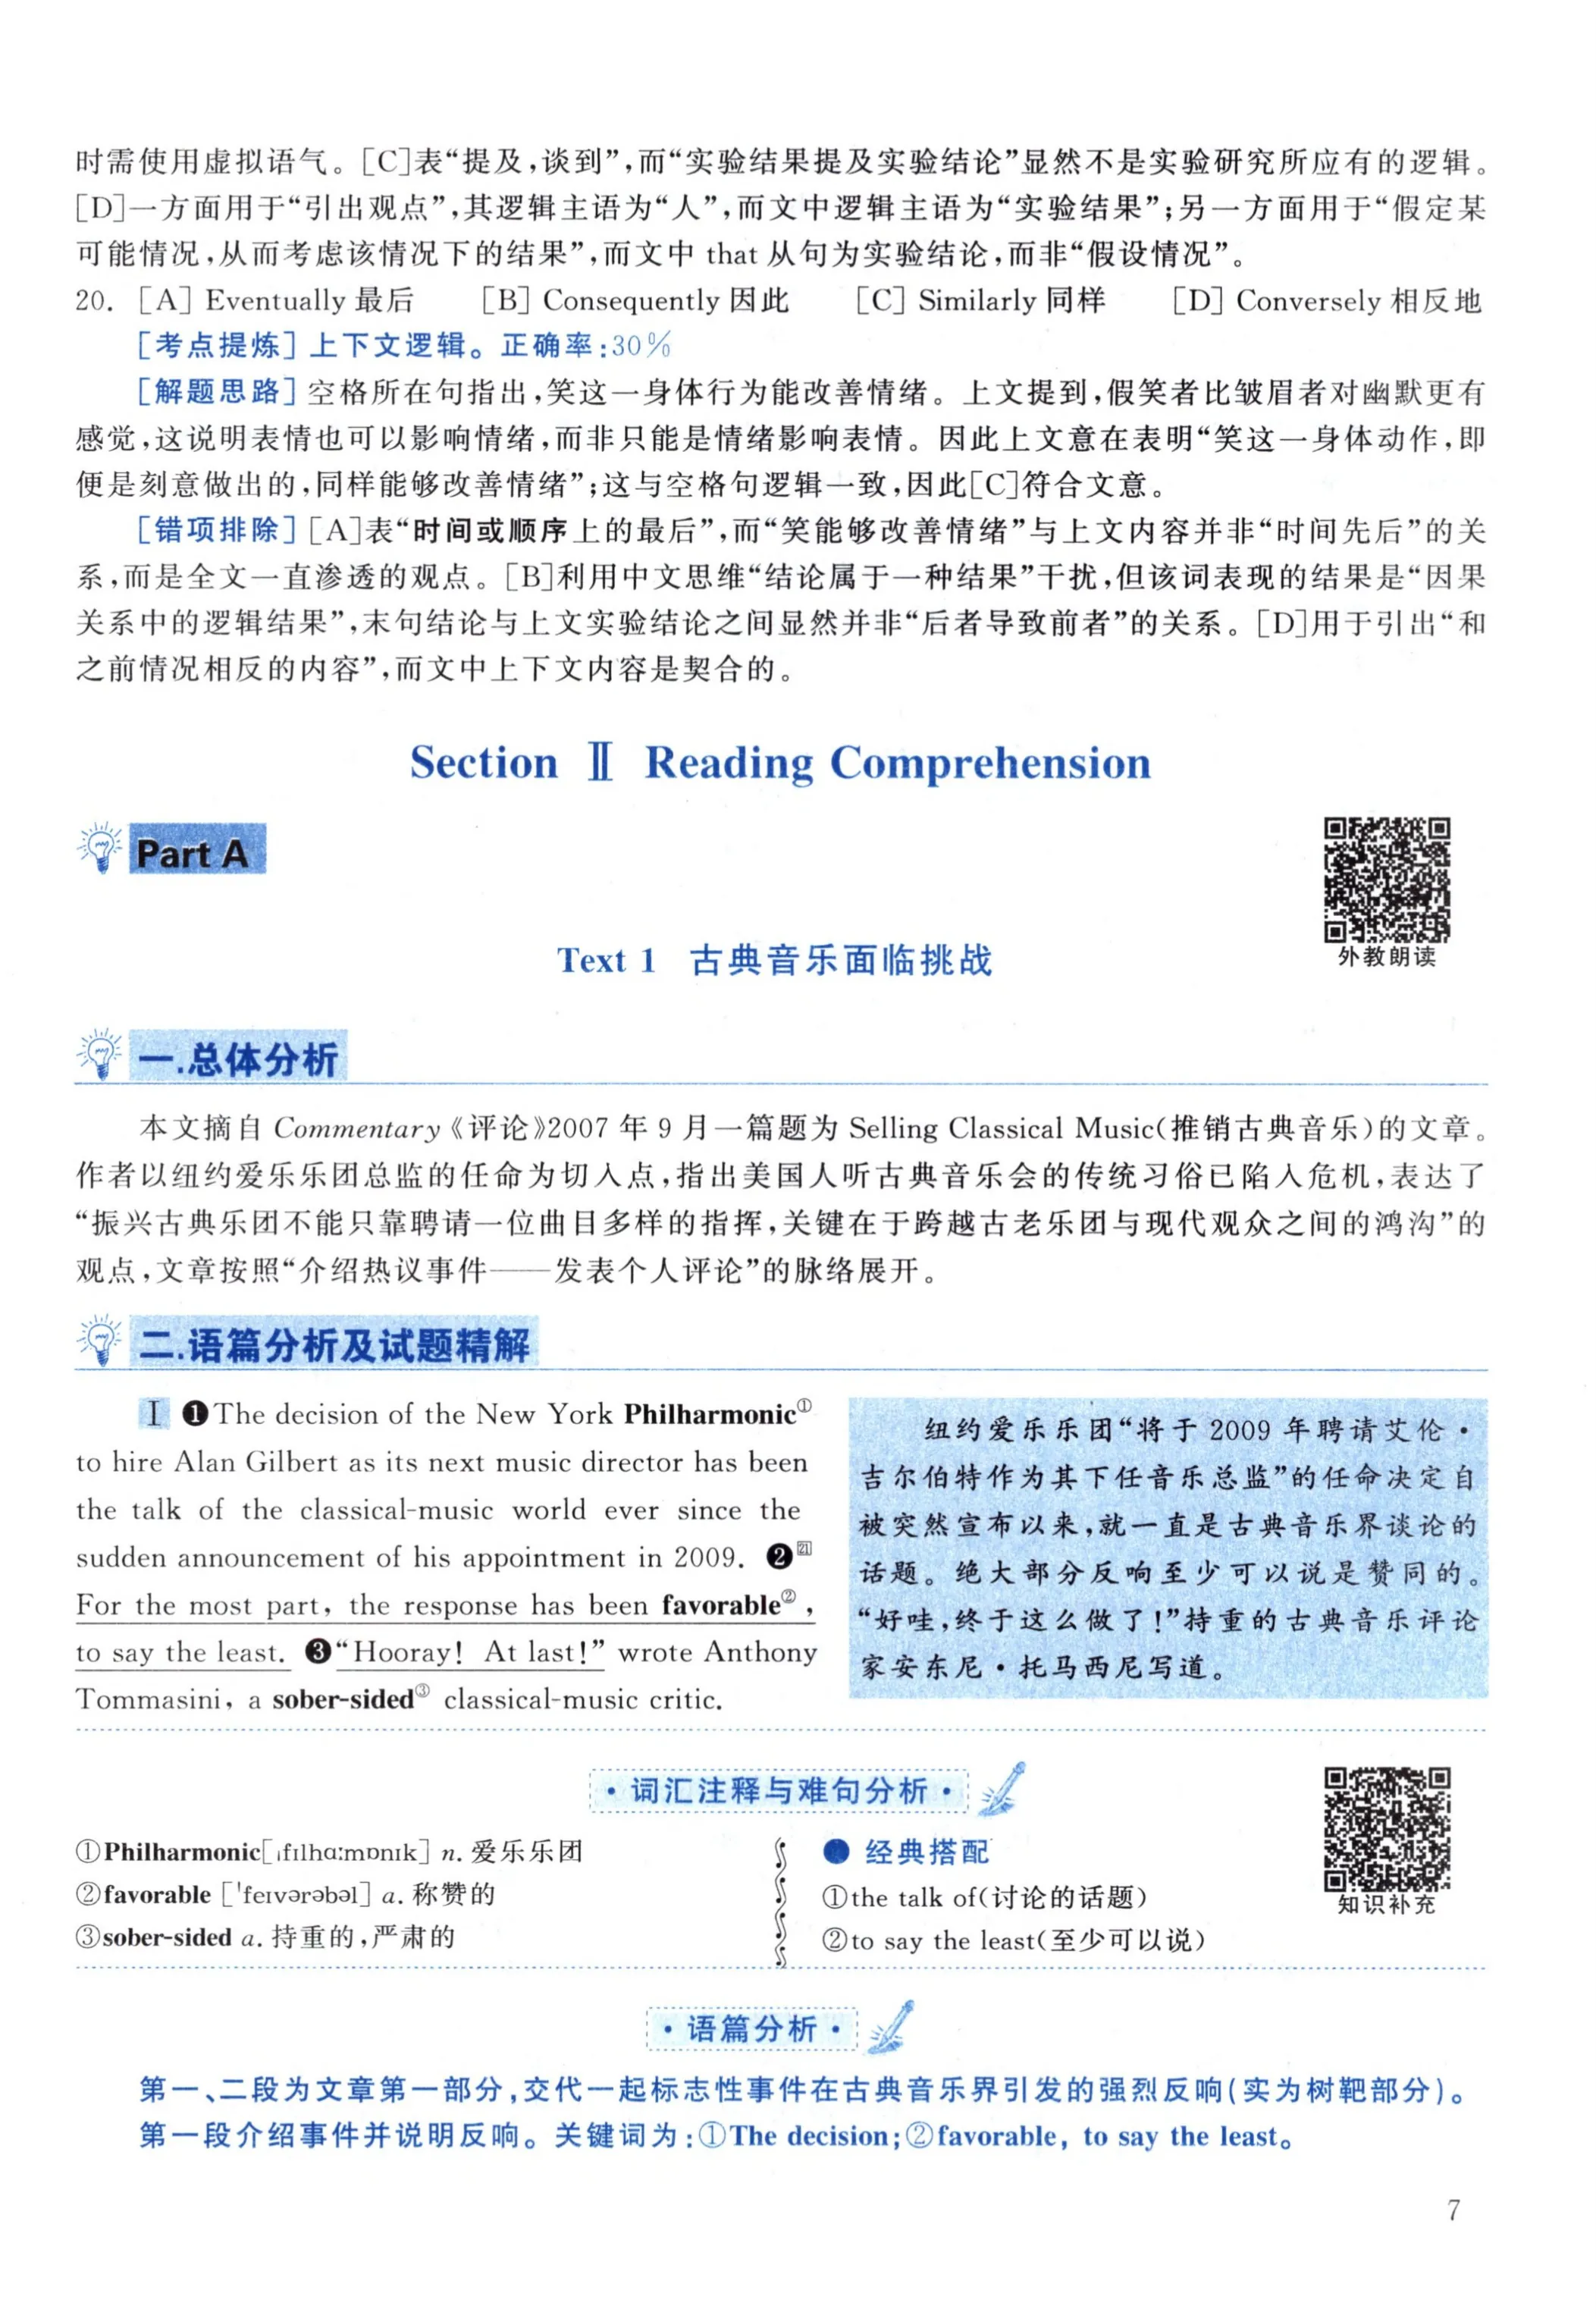 时需使用虚拟语气。[C]表“提及,谈到”,而“实验结果提及实验结论”显然不是实验研究所应有的逻辑。
[D]一方面用于“引出观点”,其逻辑主语为“人”,而文中逻辑主语为“实验结果”;另一方面用于“假定某
可能情况,从而考虑该情况下的结果”,而文中 that 从句为实验结论,而非“假设情况”。
20. [A] Eventually 最后 [B] Consequently 因此 [C] Similarly 同样 [D] Conversely 相反地
[考点提炼] 上下文逻辑。正确率:30%
[解题思路] 空格所在句指出,笑这一身体行为能改善情绪。上文提到,假笑者比皱眉者对幽默更有
感觉,这说明表情也可以影响情绪,而非只能是情绪影响表情。因此上文意在表明“笑这一身体动作,即
便是刻意做出的,同样能够改善情绪”;这与空格句逻辑一致,因此[C]符合文意。
[错项排除] [A]表“时间或顺序上的最后”,而“笑能够改善情绪”与上文内容并非“时间先后”的关
系,而是全文一直渗透的观点。[B]利用中文思维“结论属于一种结果”干扰,但该词表现的结果是“因果
关系中的逻辑结果”,末句结论与上文实验结论之间显然并非“后者导致前者”的关系。[D]用于引出“和
之前情况相反的内容”,而文中上下文内容是契合的。
Section Ⅱ Reading Comprehension
Part A
外教朗读
Text 1 古典音乐面临挑战
一.总体分析
本文摘自 Commentary《评论》2007 年 9 月一篇题为 Selling Classical Music(推销古典音乐)的文章。
作者以纽约爱乐乐团总监的任命为切入点,指出美国人听古典音乐会的传统习俗已陷入危机,表达了
“振兴古典乐团不能只靠聘请一位曲目多样的指挥,关键在于跨越古老乐团与现代观众之间的鸿沟”的
观点,文章按照“介绍热议事件——发表个人评论”的脉络展开。
二.语篇分析及试题精解
Ⅰ ❶The decision of the New York Philharmonic①
to hire Alan Gilbert as its next music director has been
the talk of the classical-music world ever since the
sudden announcement of his appointment in 2009. ❷21
For the most part, the response has been favorable②,
to say the least. ❸“Hooray! At last!” wrote Anthony
Tommasini, a sober-sided③ classical-music critic.
纽约爱乐乐团“将于 2009 年聘请艾伦·
吉尔伯特作为其下任音乐总监”的任命决定自
被突然宣布以来,就一直是古典音乐界谈论的
话题。绝大部分反响至少可以说是赞同的。
“好哇,终于这么做了!”持重的古典音乐评论
家安东尼·托马西尼写道。
·词汇注释与难句分析·
①Philharmonic[ˌfɪlhɑːmɒnɪk] n. 爱乐乐团
②favorable [ˈfeɪvərəbəl] a. 称赞的
③sober-sided a. 持重的,严肃的
● 经典搭配
①the talk of(讨论的话题)
②to say the least(至少可以说)
知识补充
·语篇分析·
第一、二段为文章第一部分,交代一起标志性事件在古典音乐界引发的强烈反响(实为树靶部分)。
第一段介绍事件并说明反响。关键词为:①The decision;②favorable, to say the least。
7